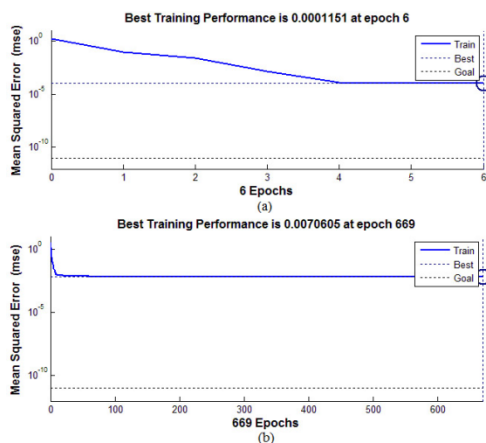 Best Training Performance is 0.0001151 at epoch 6
Mean Squared Error (mse)
10^0
10^-5
10^-10
Train
Best
Goal
0 1 2 3 4 5 6
6 Epochs
(a)
Best Training Performance is 0.0070605 at epoch 669
Mean Squared Error (mse)
10^0
10^-5
10^-10
Train
Best
Goal
0 100 200 300 400 500 600
669 Epochs
(b)